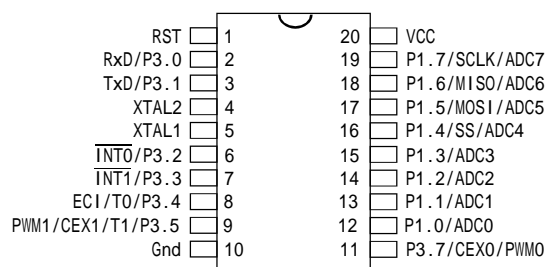 RST 1 20 VCC
RxD/P3.0 2 19 P1.7/SCLK/ADC7
TxD/P3.1 3 18 P1.6/MISO/ADC6
XTAL2 4 17 P1.5/MOSI/ADC5
XTAL1 5 16 P1.4/SS/ADC4
INT0/P3.2 6 15 P1.3/ADC3
INT1/P3.3 7 14 P1.2/ADC2
ECI/T0/P3.4 8 13 P1.1/ADC1
PWM1/CEX1/T1/P3.5 9 12 P1.0/ADC0
Gnd 10 11 P3.7/CEX0/PWM0